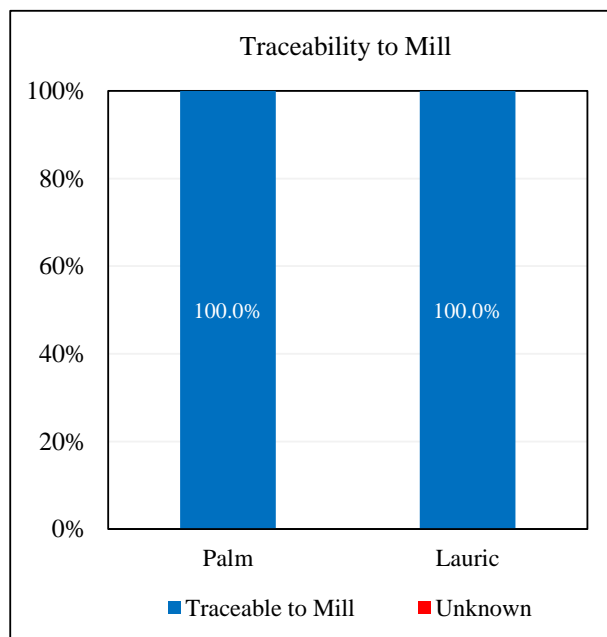 Traceability to Mill
100%
80%
60%
40%
20%
0%
100.0% 100.0%
Palm Lauric
Traceable to Mill Unknown